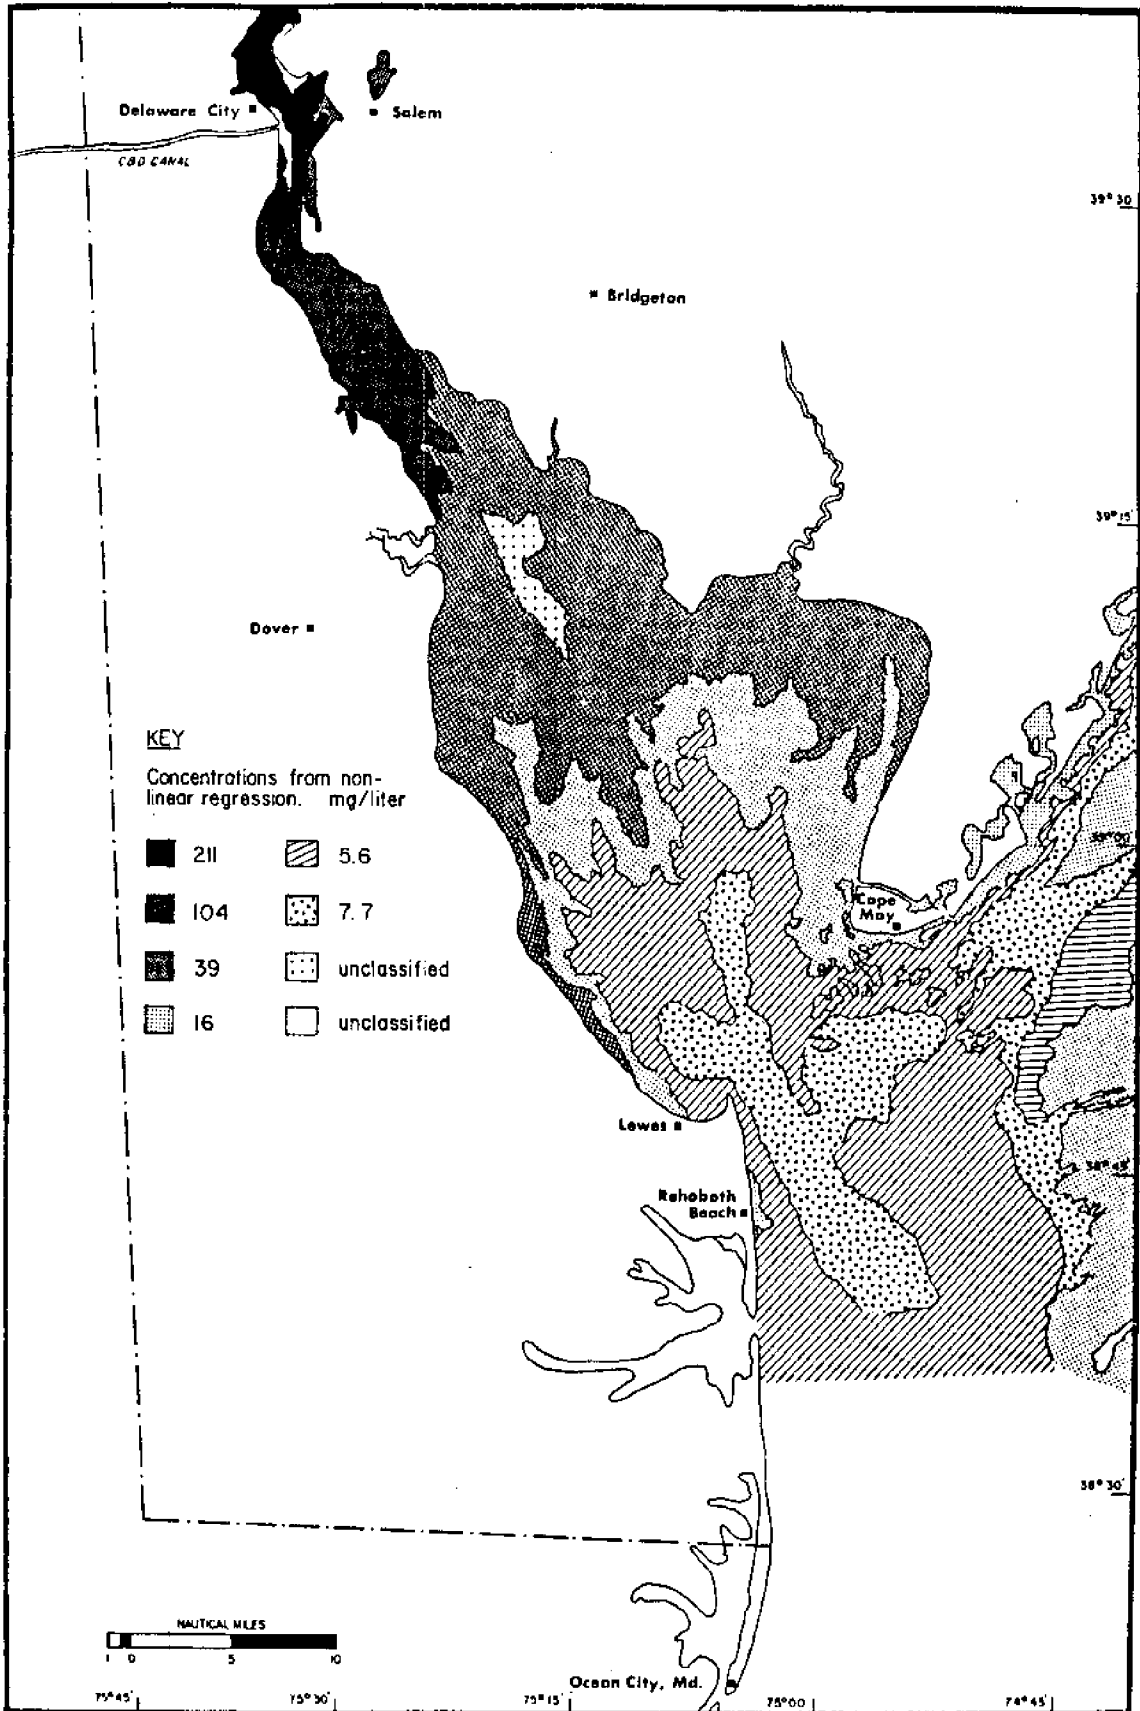 Delaware City
Salem
C&D CANAL
39° 30
Bridgeton
39° 15'
Dover
KEY
Concentrations from non-
linear regression. mg/liter
211
5.6
104
7.7
39
unclassified
16
unclassified
39° 00
Cape
May
Lewes
38° 45'
Rehoboth
Beach
38° 30'
NAUTICAL MILES
1 0 5 10
Ocean City, Md.
75° 45' 75° 30' 75° 15' 75° 00 74° 45'